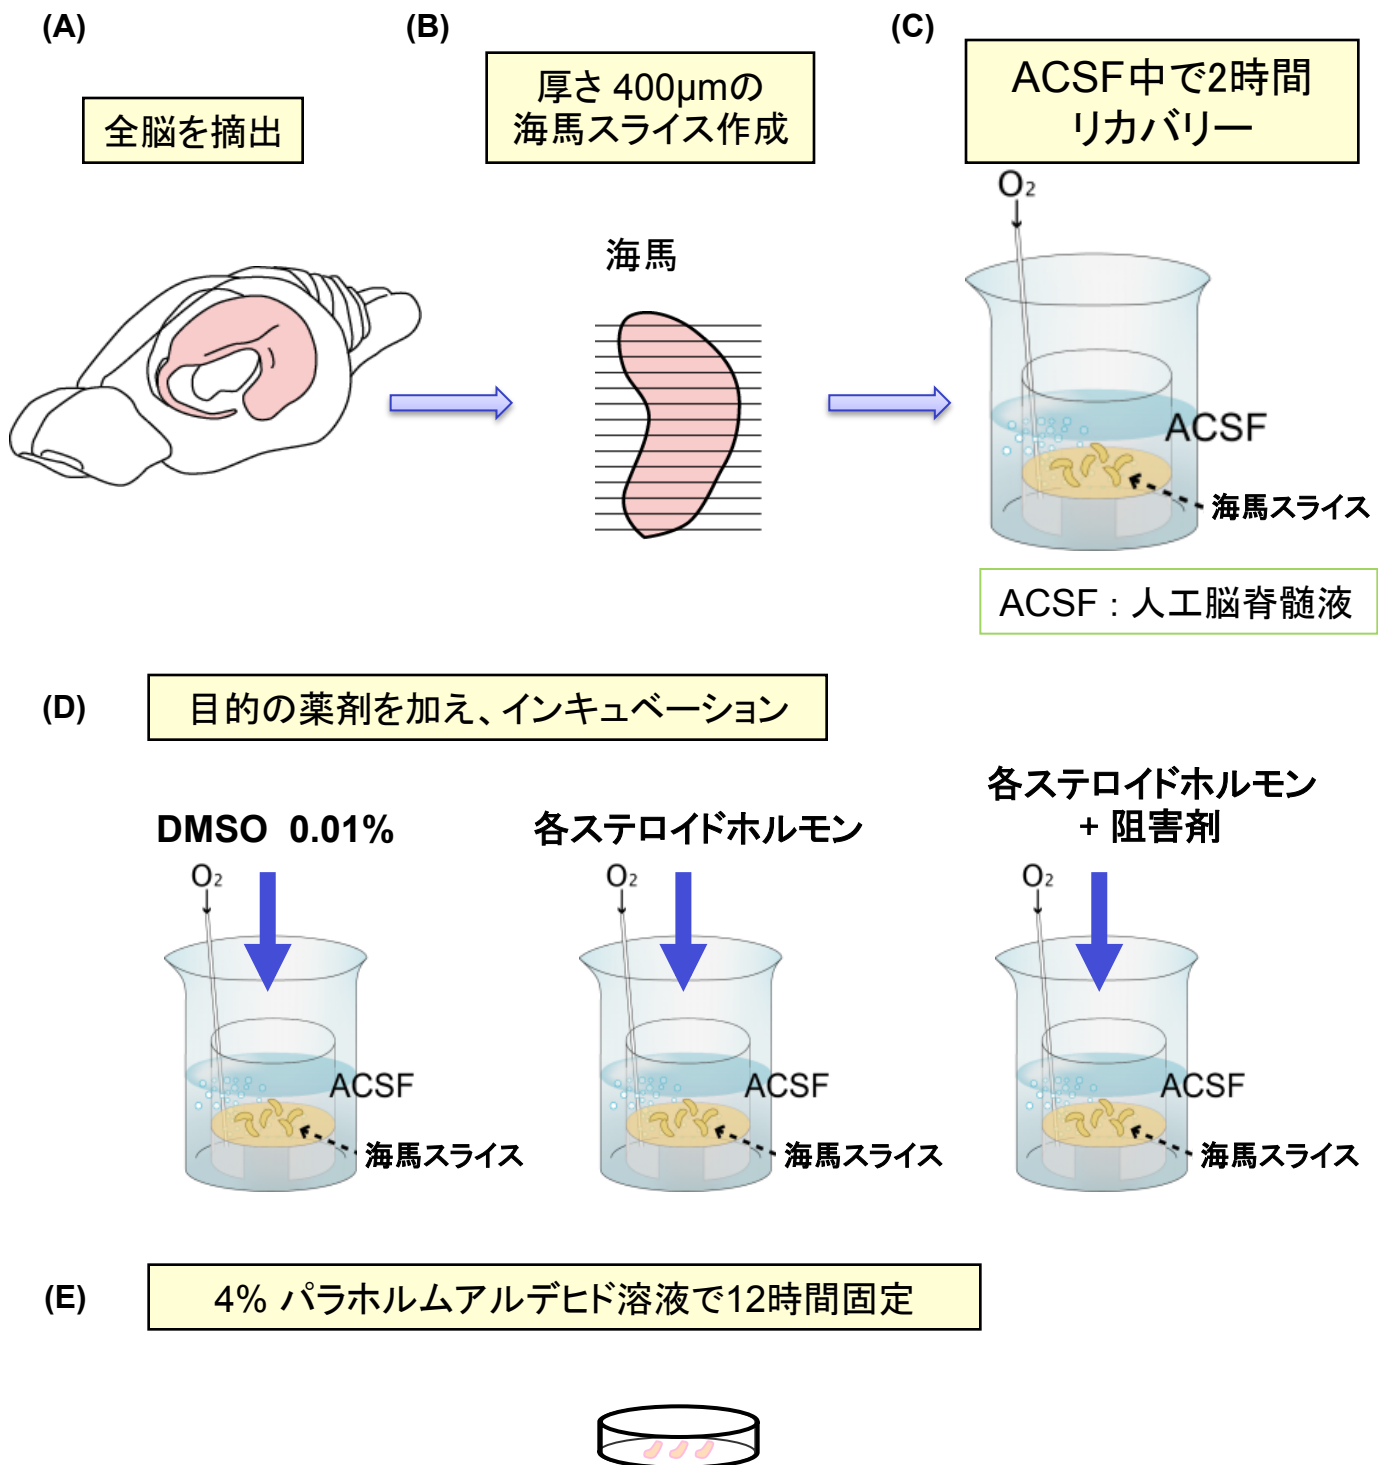 (A)
全脳を摘出
(B)
厚さ 400μmの
海馬スライス作成
海馬
(C)
ACSF中で2時間
リカバリー
O2
ACSF
海馬スライス
ACSF：人工脳脊髄液
(D)
目的の薬剤を加え、インキュベーション
DMSO 0.01%
O2
ACSF
海馬スライス
各ステロイドホルモン
O2
ACSF
海馬スライス
各ステロイドホルモン
+ 阻害剤
O2
ACSF
海馬スライス
(E)
4% パラホルムアルデヒド溶液で12時間固定